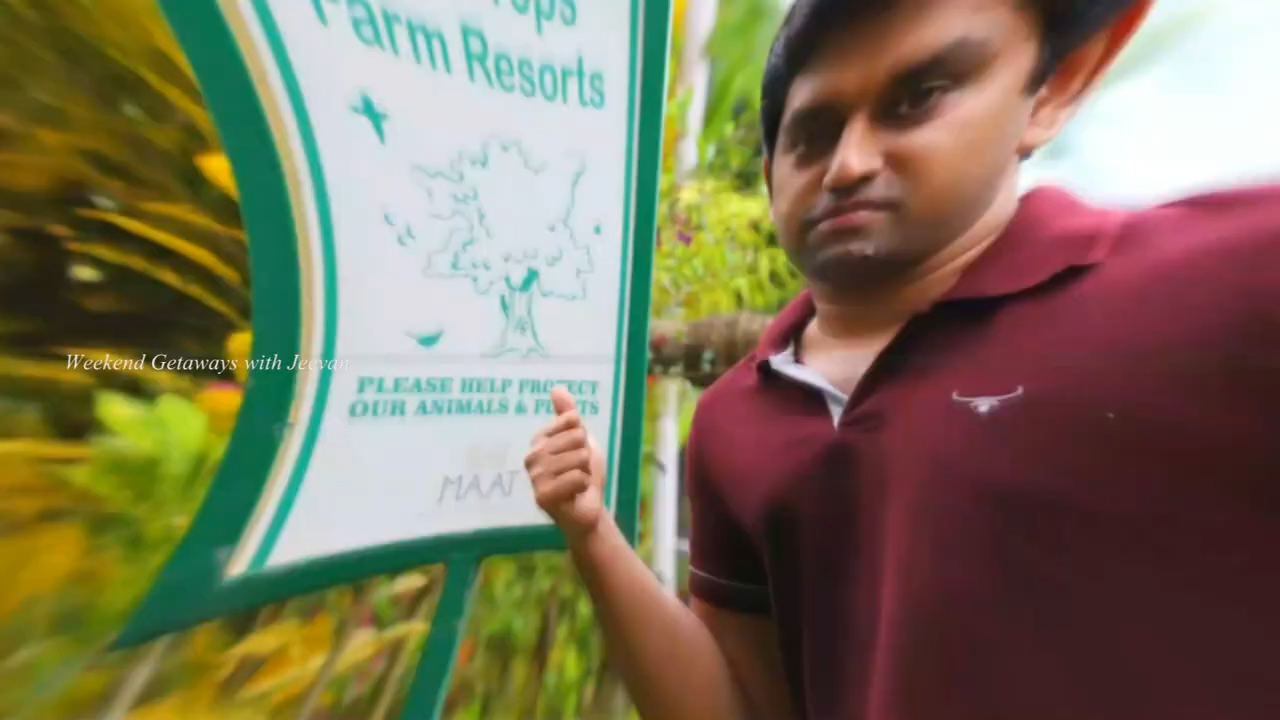 Farm Resorts
Weekend Getaways with Jeevan
PLEASE HELP PROTECT
OUR ANIMALS & PLANTS
MAAT